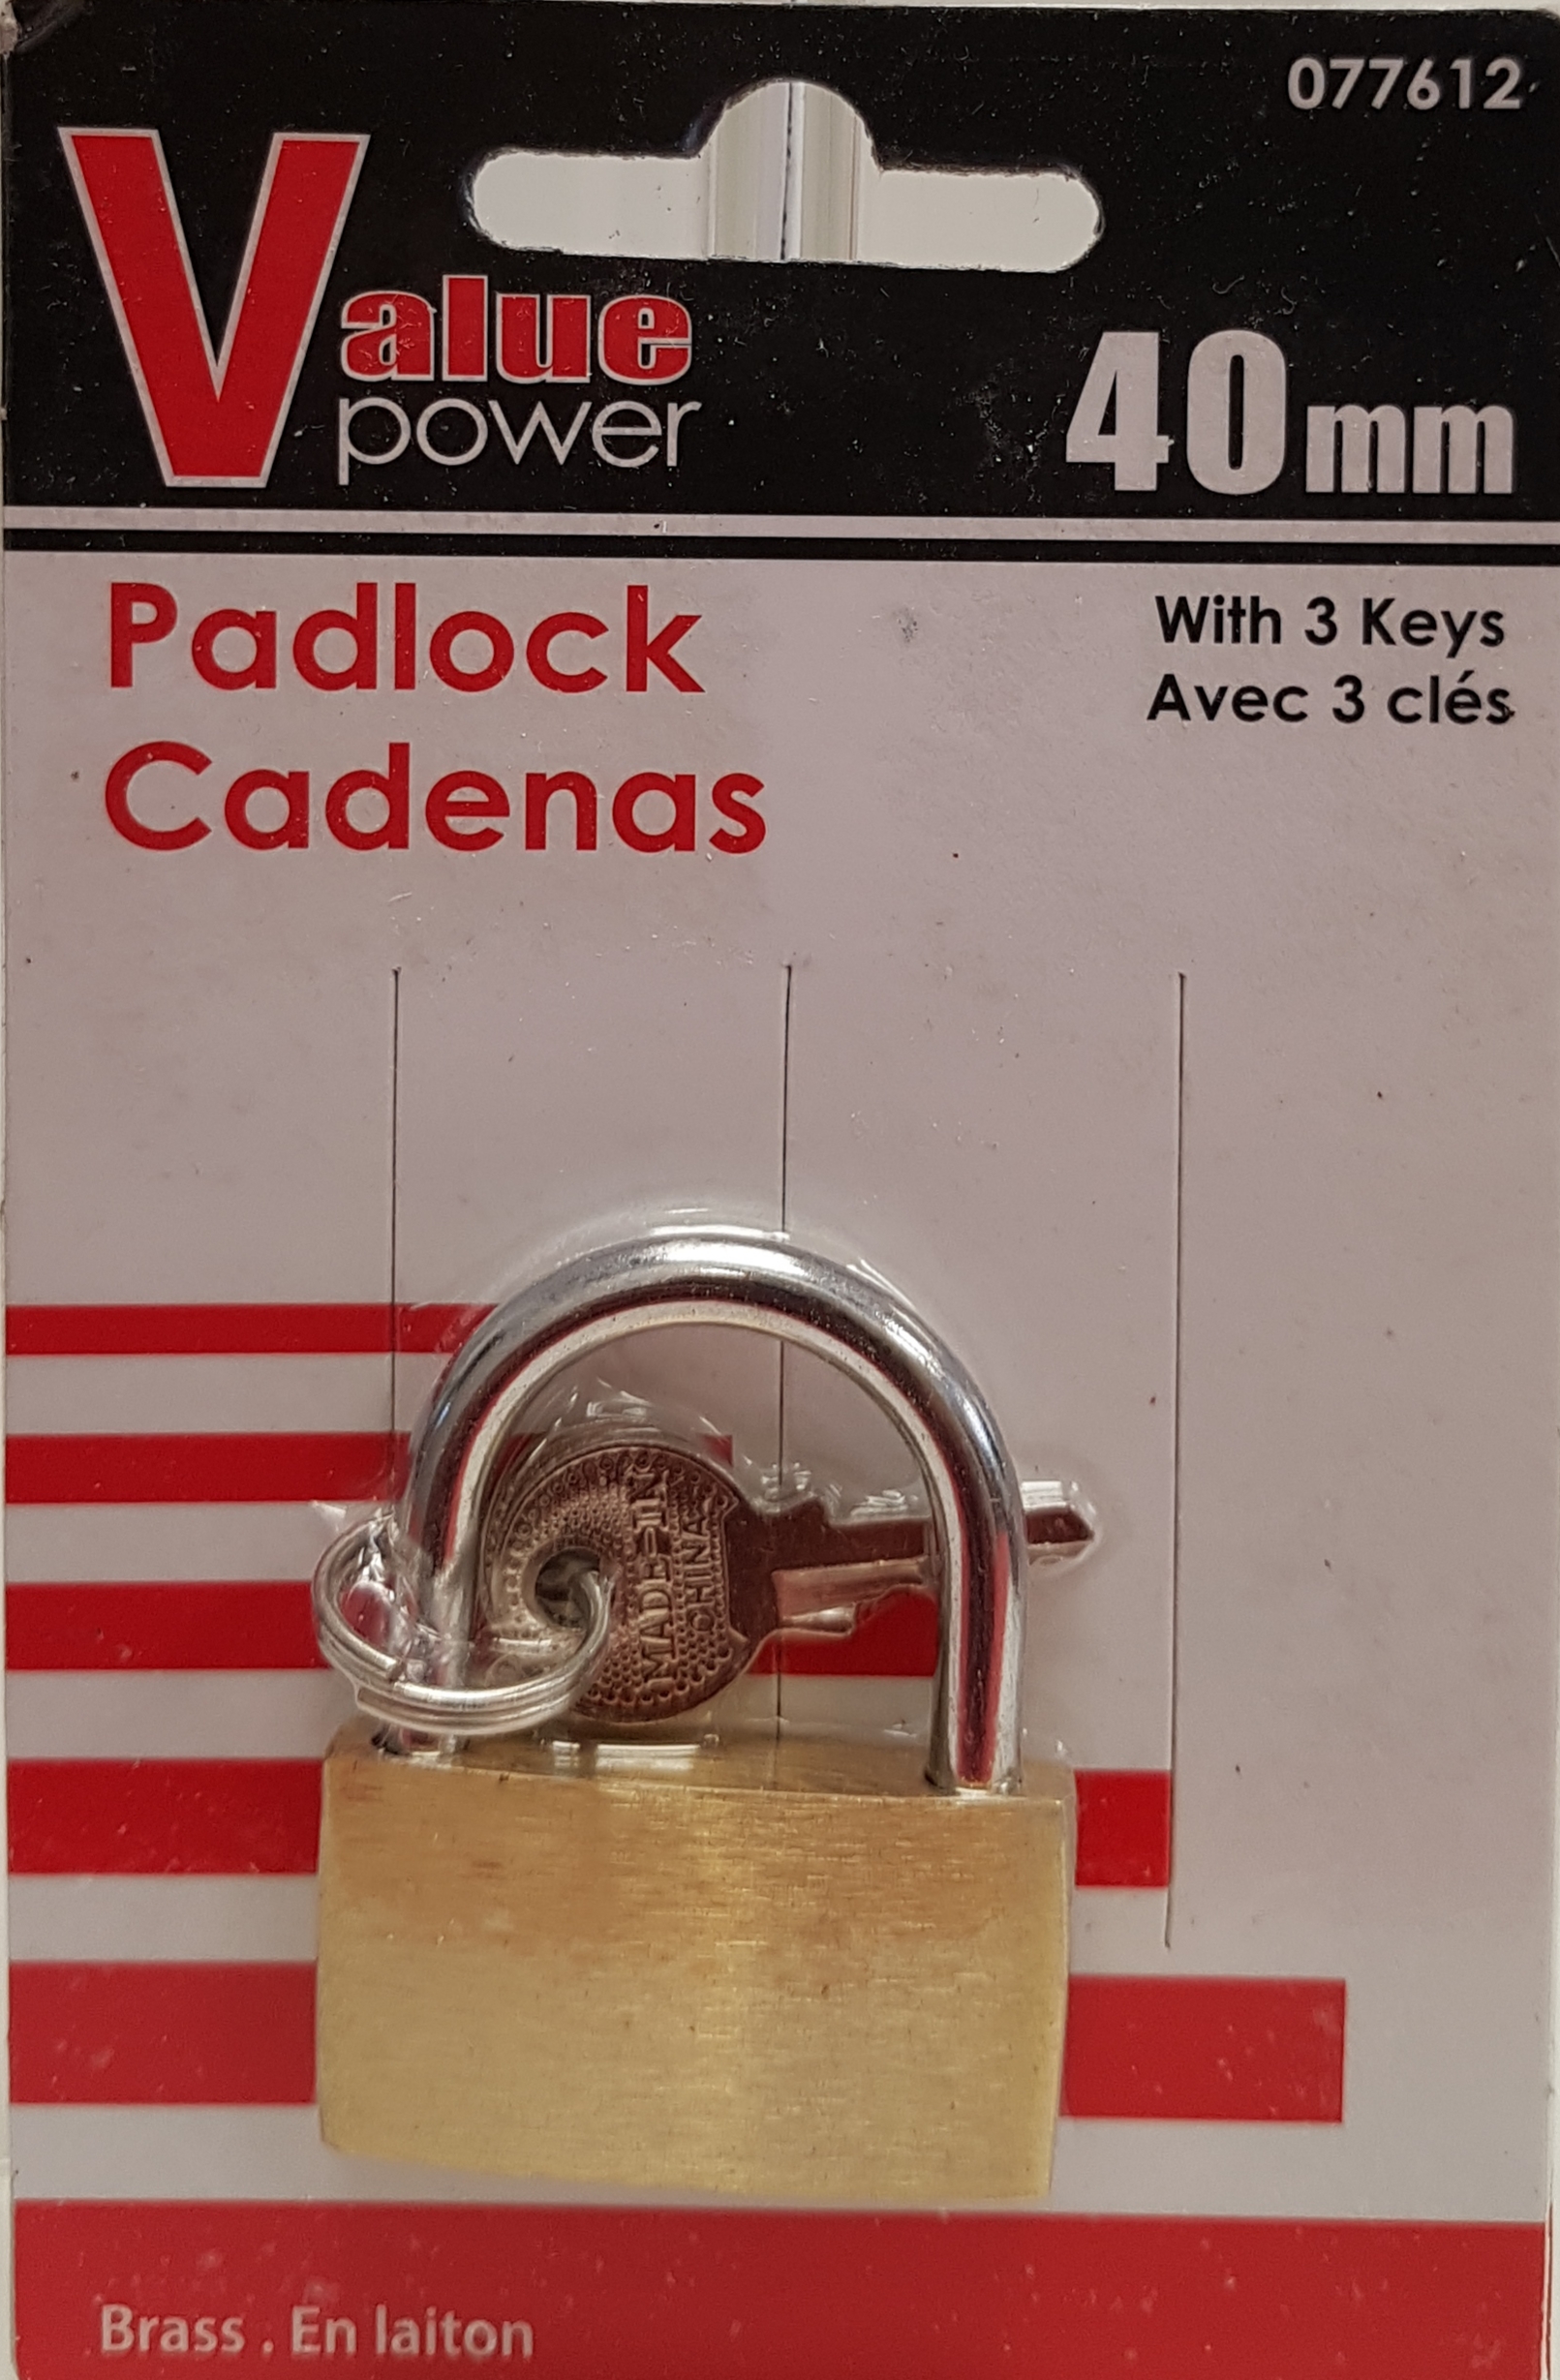 077612
Value
power
40mm
Padlock
Cadenas
With 3 Keys
Avec 3 clés
MADE IN
CHINA
Brass . En laiton